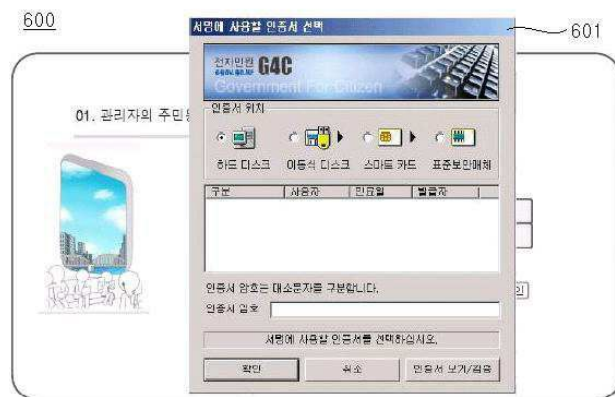 600
601
서명에 사용할 인증서 선택
전자민원 G4C
Government For Citizen
01. 관리자의 주민
인증서 위치
하드 디스크 이동식 디스크 스마트 카드 표준보안매체
구분 사용자 만료일 발급자
인증서 암호는 대소문자를 구분합니다.
인증서 암호
인
서명에 사용할 인증서를 선택하십시오.
확인 취소 인증서 보기/검증